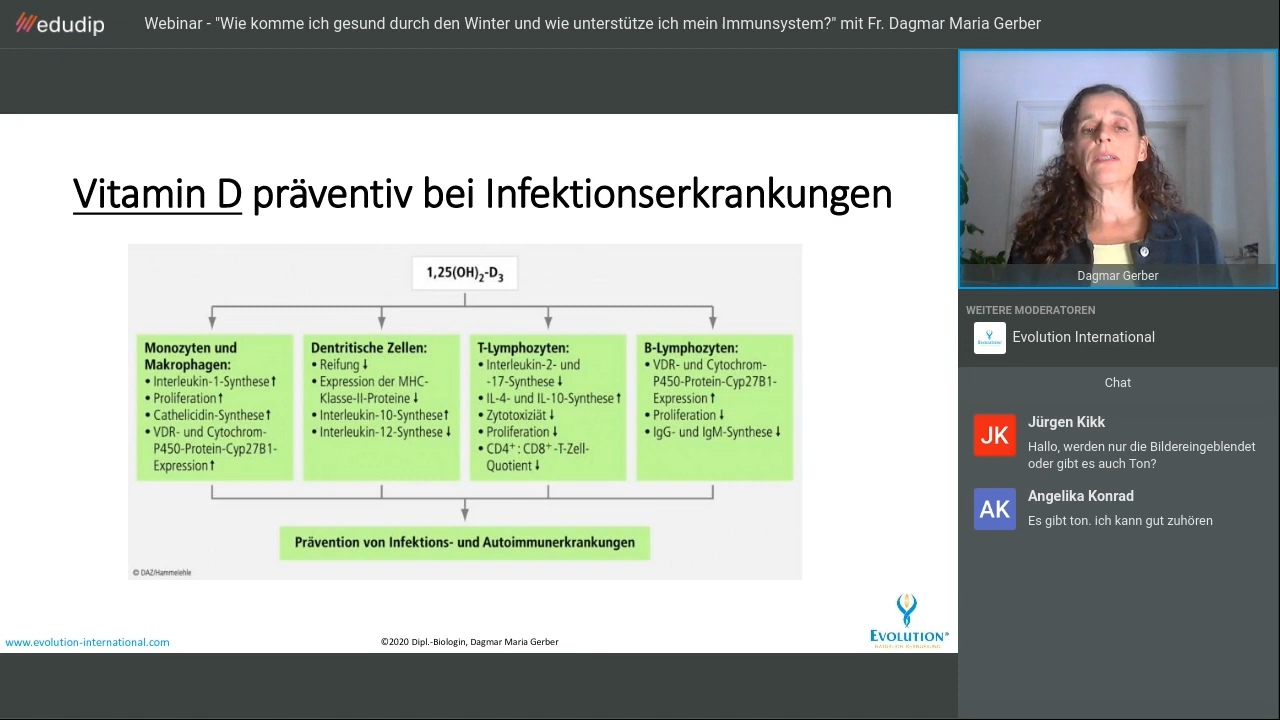 edudip
Webinar - "Wie komme ich gesund durch den Winter und wie unterstütze ich mein Immunsystem?" mit Fr. Dagmar Maria Gerber
Vitamin D präventiv bei Infektionserkrankungen
1,25(OH)₂-D₃
Monozyten und
Makrophagen:
• Interleukin-1-Synthese↑
• Proliferation↑
• Cathelicidin-Synthese↑
• VDR- und Cytochrom-
P450-Protein-Cyp27B1-
Expression↑
Dentritische Zellen:
• Reifung↓
• Expression der MHC-
Klasse-II-Proteine↓
• Interleukin-10-Synthese↑
• Interleukin-12-Synthese↓
T-Lymphozyten:
• Interleukin-2- und
-17-Synthese↓
• IL-4- und IL-10-Synthese↑
• Zytotoxiziät↓
• Proliferation↓
• CD4⁺:CD8⁺-T-Zell-
Quotient↓
B-Lymphozyten:
• VDR- und Cytochrom-
P450-Protein-Cyp27B1-
Expression↑
• Proliferation↓
• IgG- und IgM-Synthese↓
Prävention von Infektions- und Autoimmunerkrankungen
© DAZ/Hammelehle
www.evolution-international.com
©2020 Dipl.-Biologin, Dagmar Maria Gerber
EVOLUTION®
Dagmar Gerber
WEITERE MODERATOREN
Evolution International
Chat
JK
Jürgen Kikk
Hallo, werden nur die Bildereingeblendet
oder gibt es auch Ton?
AK
Angelika Konrad
Es gibt ton. ich kann gut zuhören